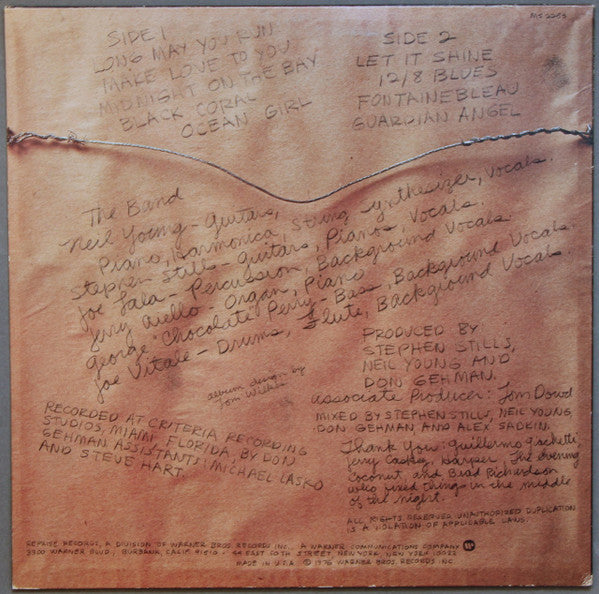 MS 2253
SIDE 1
LONG MAY YOU RUN
MAKE LOVE TO YOU
MIDNIGHT ON THE BAY
BLACK CORAL
OCEAN GIRL
SIDE 2
LET IT SHINE
12/8 BLUES
FONTAINEBLEAU
GUARDIAN ANGEL
The Band
Neil Young - Guitars,
Piano, Harmonica, String Synthesizer, Vocals.
Stephen Stills - Guitars, Pianos, Vocals.
Joe Lala - Percussion, Background Vocals.
Jerry Aiello - Organ, Piano
George "Chocolate" Perry - Bass, Background Vocals.
Joe Vitale - Drums, Flute, Background Vocals.
album design by
Tom Wilkes
PRODUCED BY
STEPHEN STILLS,
NEIL YOUNG AND
DON GEHMAN.
Associate Producer: Tom Dowd
MIXED BY STEPHEN STILLS, NEIL YOUNG,
DON GEHMAN, AND ALEX SADKIN.
RECORDED AT CRITERIA RECORDING
STUDIOS, MIAMI FLORIDA, BY DON
GEHMAN. ASSISTANTS: MICHAEL LASKO
AND STEVE HART
Thank You: Guillermo Giachetti
Jerry Caskey, Harper, The evening
Coconut, and Brad Richardson
who fixed things in the middle
of the night.
ALL RIGHTS RESERVED. UNAUTHORIZED DUPLICATION
IS A VIOLATION OF APPLICABLE LAWS.
REPRISE RECORDS, A DIVISION OF WARNER BROS RECORDS INC., A WARNER COMMUNICATIONS COMPANY
3300 WARNER BLVD., BURBANK, CALIF. 91510 - 44 EAST 50TH STREET, NEW YORK, NEW YORK 10022
MADE IN U.S.A. © 1976 WARNER BROS. RECORDS INC